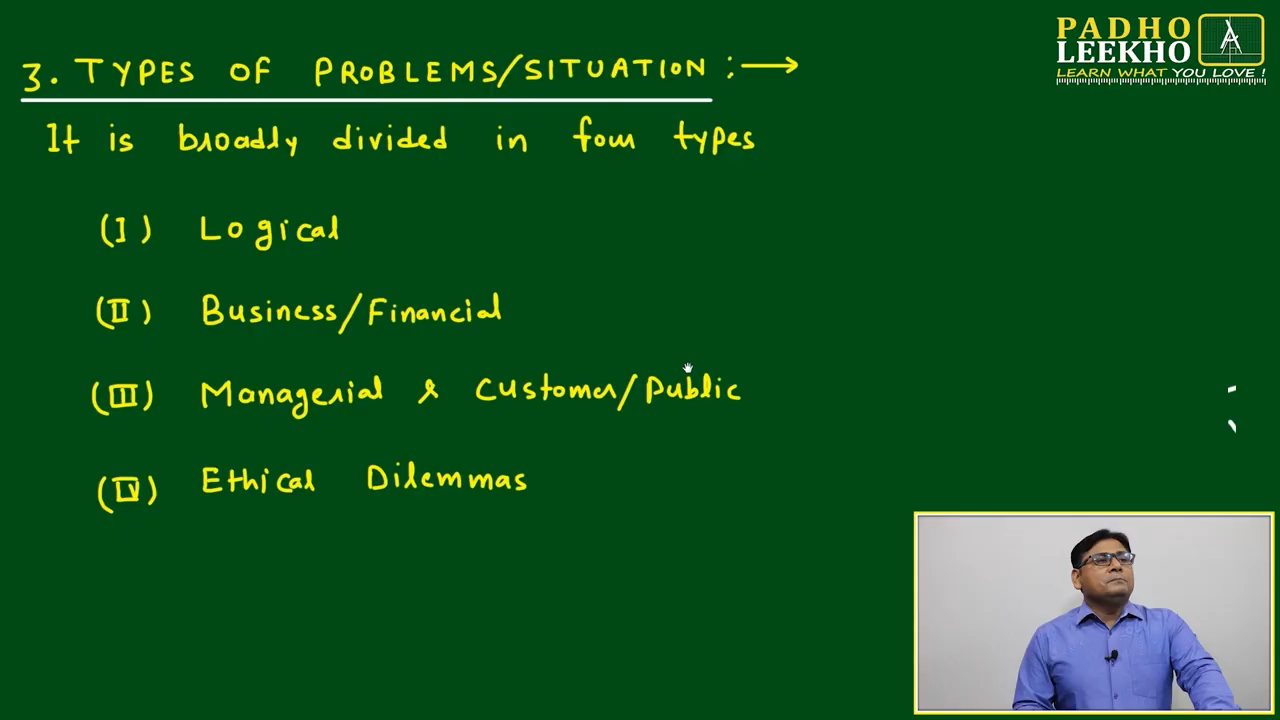 PADHO
LEEKHO
LEARN WHAT YOU LOVE !
3. TYPES OF PROBLEMS/SITUATION :→
It is broadly divided in four types
(I) Logical
(II) Business/Financial
(III) Managerial & Customer/Public
(IV) Ethical Dilemmas